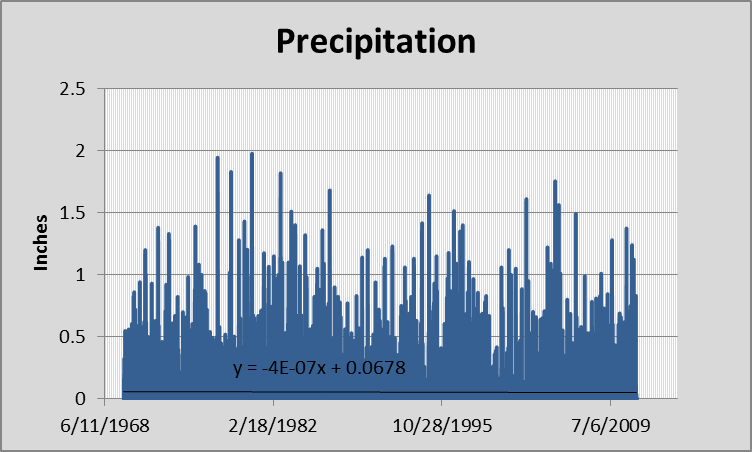 Precipitation
2.5
2
1.5
1
0.5
0
Inches
y = -4E-07x + 0.0678
6/11/1968 2/18/1982 10/28/1995 7/6/2009